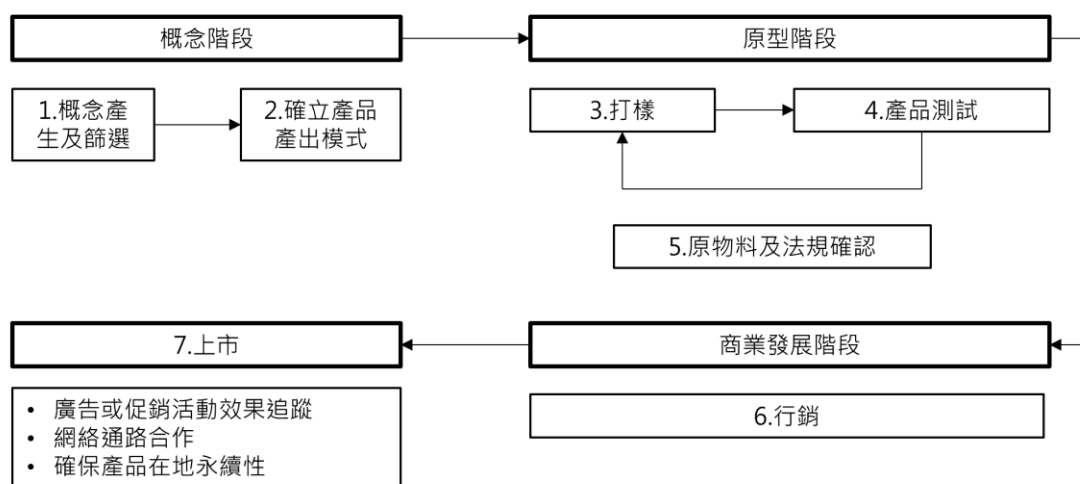 概念階段
原型階段
1.概念產
生及篩選
2.確立產品
產出模式
3.打樣
4.產品測試
5.原物料及法規確認
7.上市
商業發展階段
• 廣告或促銷活動效果追蹤
• 網絡通路合作
• 確保產品在地永續性
6.行銷